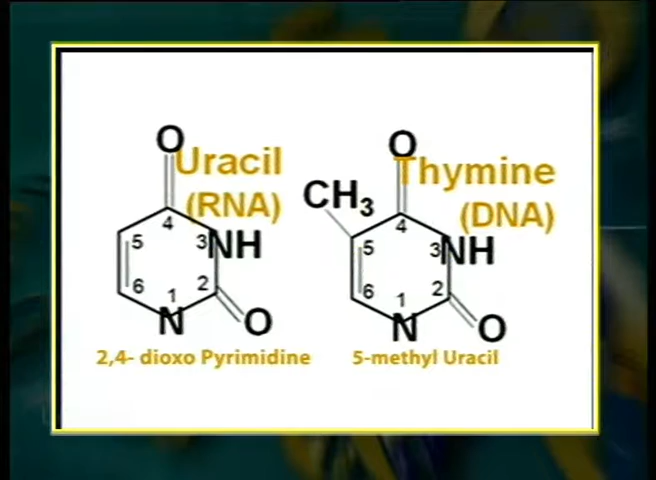 O
Uracil
(RNA)
4
5
3
NH
6
1
2
N
O
2,4- dioxo Pyrimidine
O
Thymine
(DNA)
CH3
4
5
3
NH
6
1
2
N
O
5-methyl Uracil